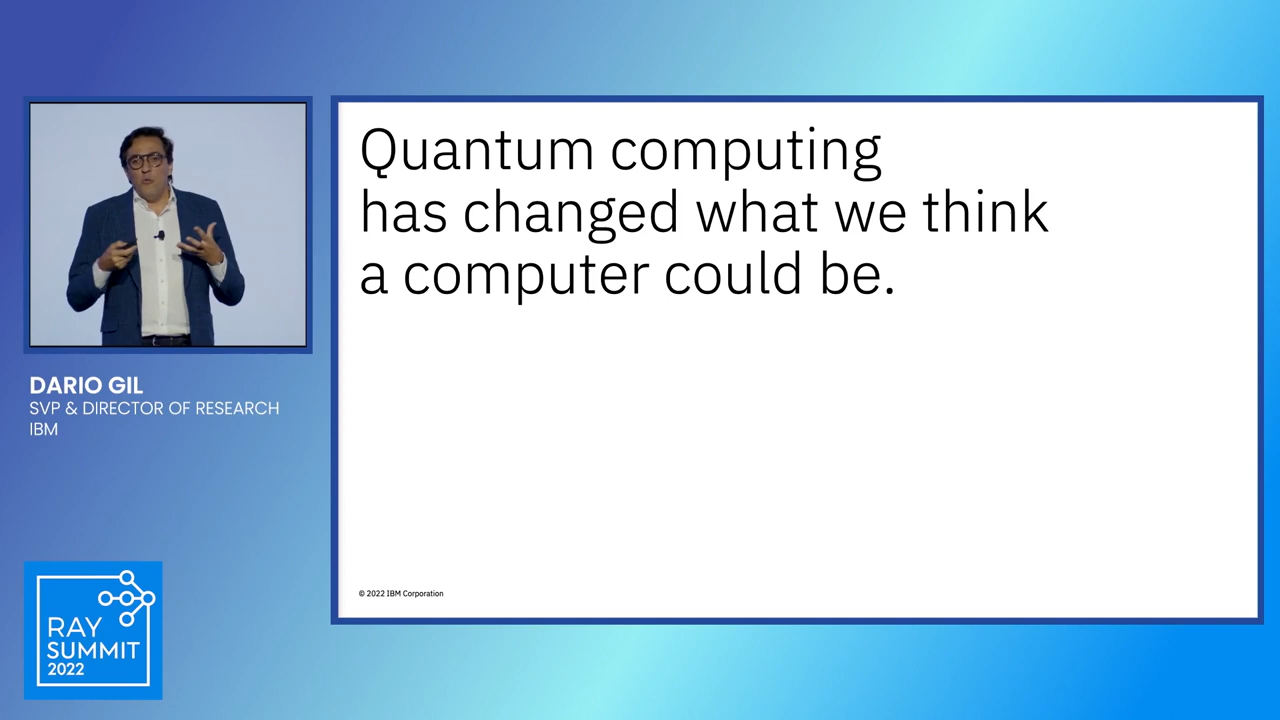 Quantum computing
has changed what we think
a computer could be.
© 2022 IBM Corporation
DARIO GIL
SVP & DIRECTOR OF RESEARCH
IBM
RAY
SUMMIT
2022